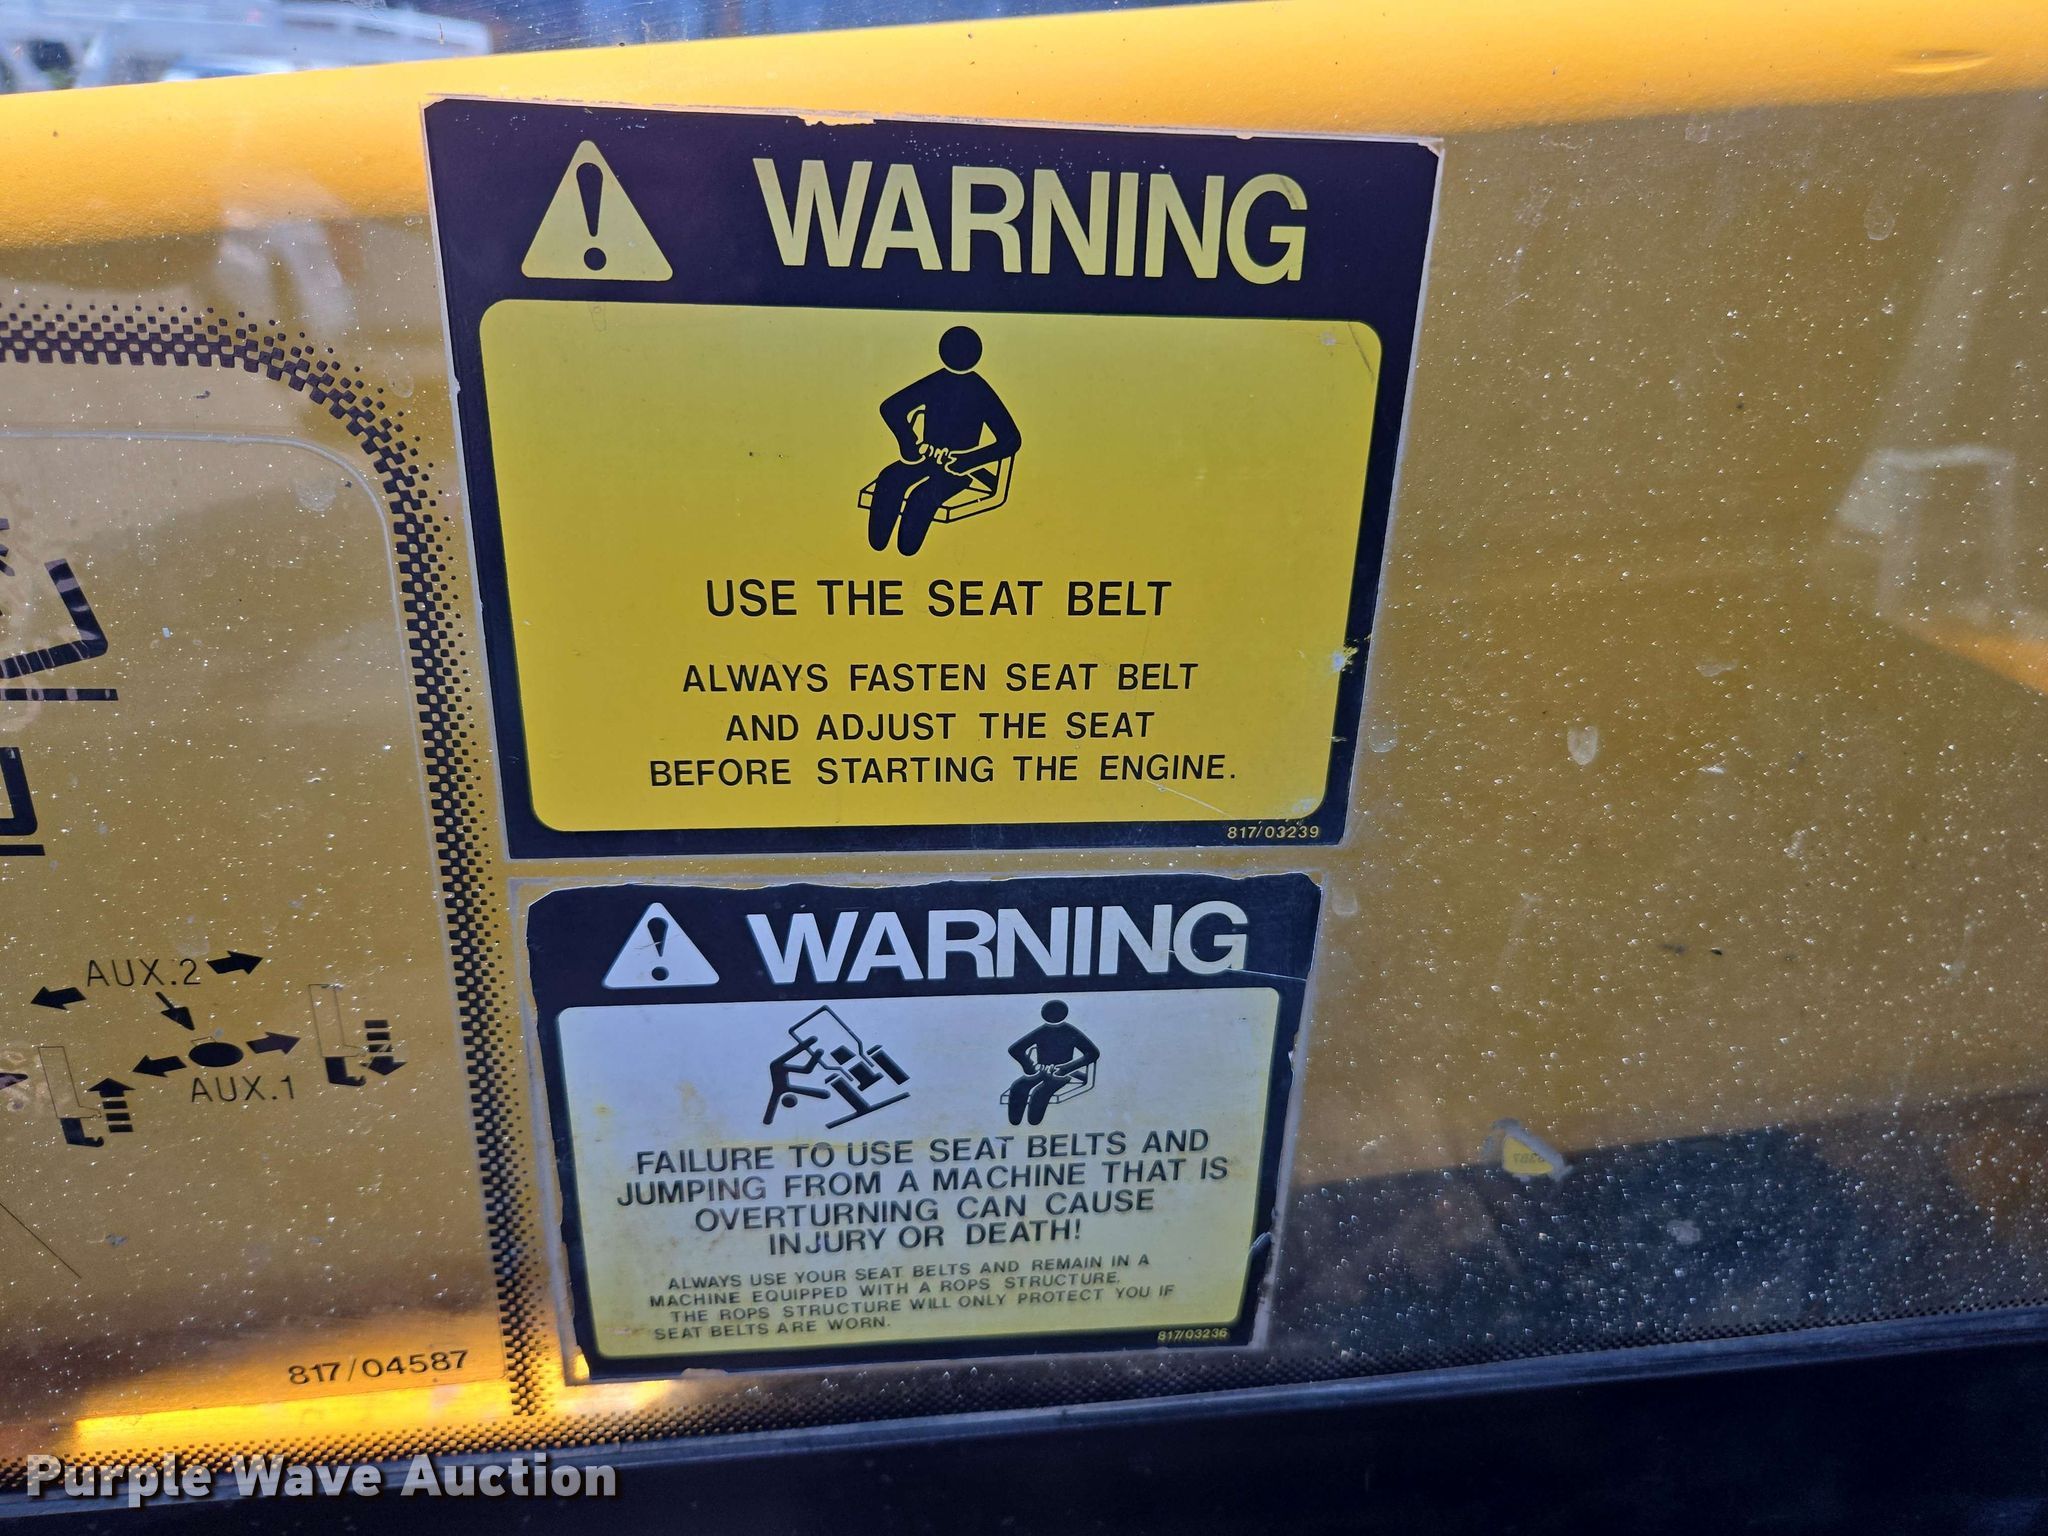 WARNING
USE THE SEAT BELT
ALWAYS FASTEN SEAT BELT
AND ADJUST THE SEAT
BEFORE STARTING THE ENGINE.
817/03239
WARNING
FAILURE TO USE SEAT BELTS AND
JUMPING FROM A MACHINE THAT IS
OVERTURNING CAN CAUSE
INJURY OR DEATH!
ALWAYS USE YOUR SEAT BELTS AND REMAIN IN A
MACHINE EQUIPPED WITH A ROPS STRUCTURE.
THE ROPS STRUCTURE WILL ONLY PROTECT YOU IF
SEAT BELTS ARE WORN.
817/03236
AUX.2
AUX.1
817/04587
Purple Wave Auction